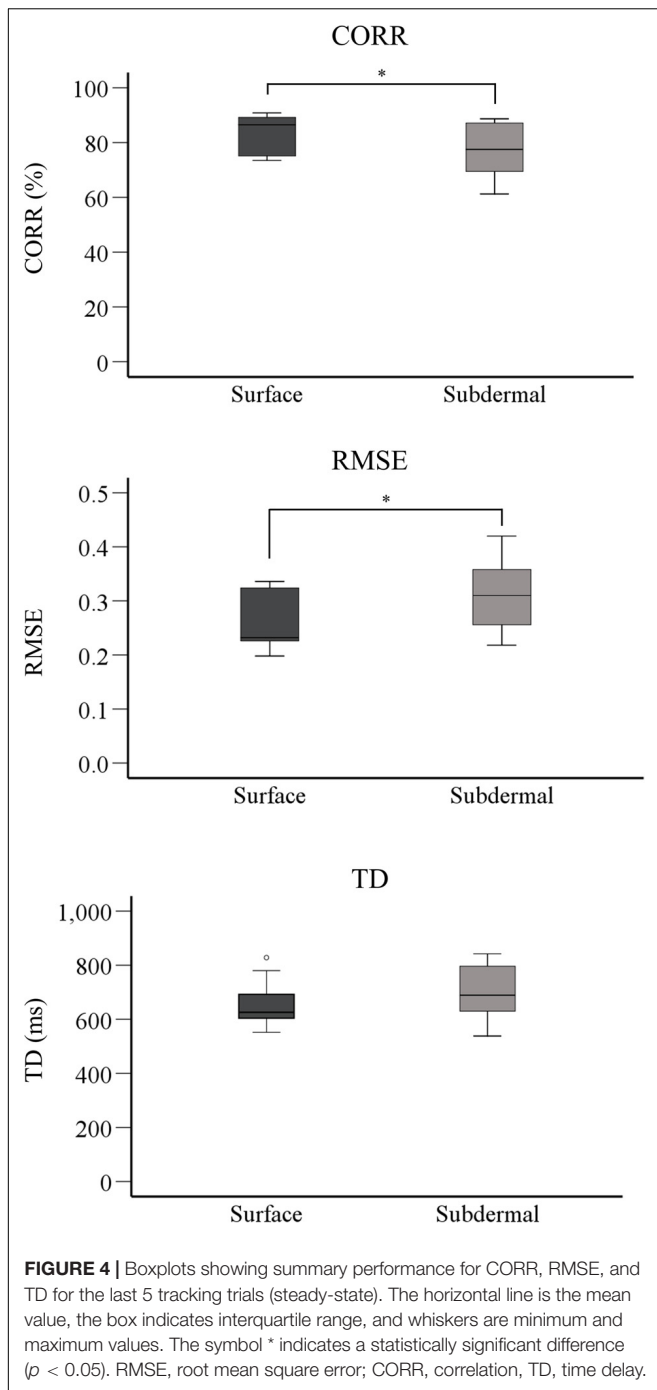 CORR
*
100
80
60
40
20
0
CORR (%)
Surface Subdermal
RMSE
*
0.5
0.4
0.3
0.2
0.1
0.0
RMSE
Surface Subdermal
TD
1,000
800
600
400
200
0
TD (ms)
Surface Subdermal
FIGURE 4 | Boxplots showing summary performance for CORR, RMSE, and
TD for the last 5 tracking trials (steady-state). The horizontal line is the mean
value, the box indicates interquartile range, and whiskers are minimum and
maximum values. The symbol * indicates a statistically significant difference
(p < 0.05). RMSE, root mean square error; CORR, correlation, TD, time delay.